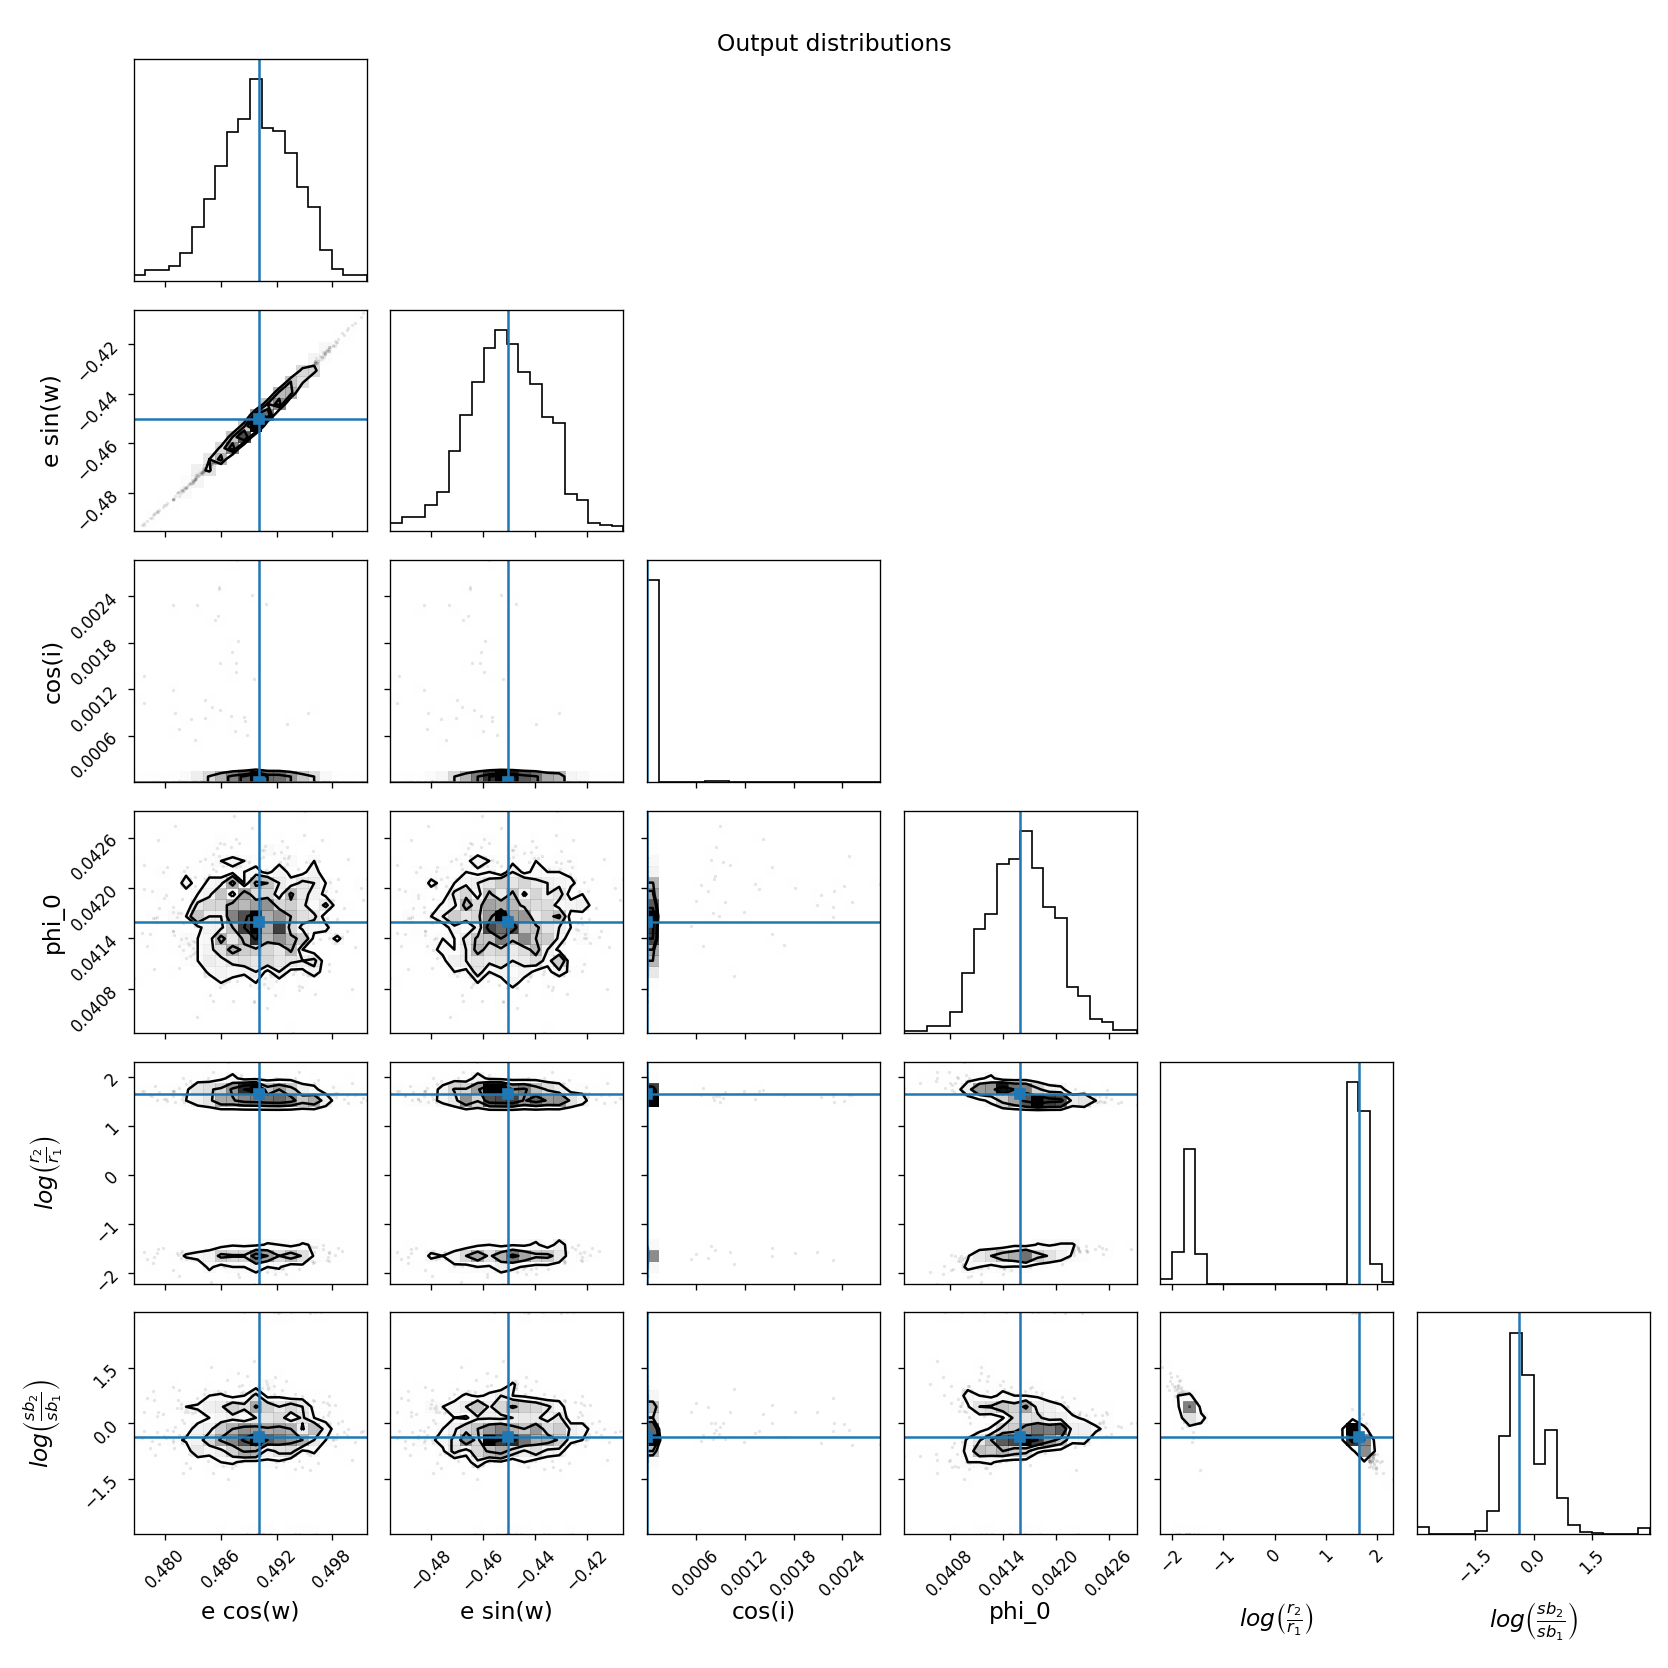 Output distributions
e sin(w)
−0.42
−0.44
−0.46
−0.48
cos(i)
0.0024
0.0018
0.0012
0.0006
phi_0
0.0426
0.0420
0.0414
0.0408
log(r₂/r₁)
2
1
0
−1
−2
log(sb₂/sb₁)
1.5
0.0
−1.5
0.480 0.486 0.492 0.498
−0.48 −0.46 −0.44 −0.42
0.0006 0.0012 0.0018 0.0024
0.0408 0.0414 0.0420 0.0426
−2 −1 0 1 2
−1.5 0.0 1.5
e cos(w) e sin(w) cos(i) phi_0 log(r₂/r₁) log(sb₂/sb₁)